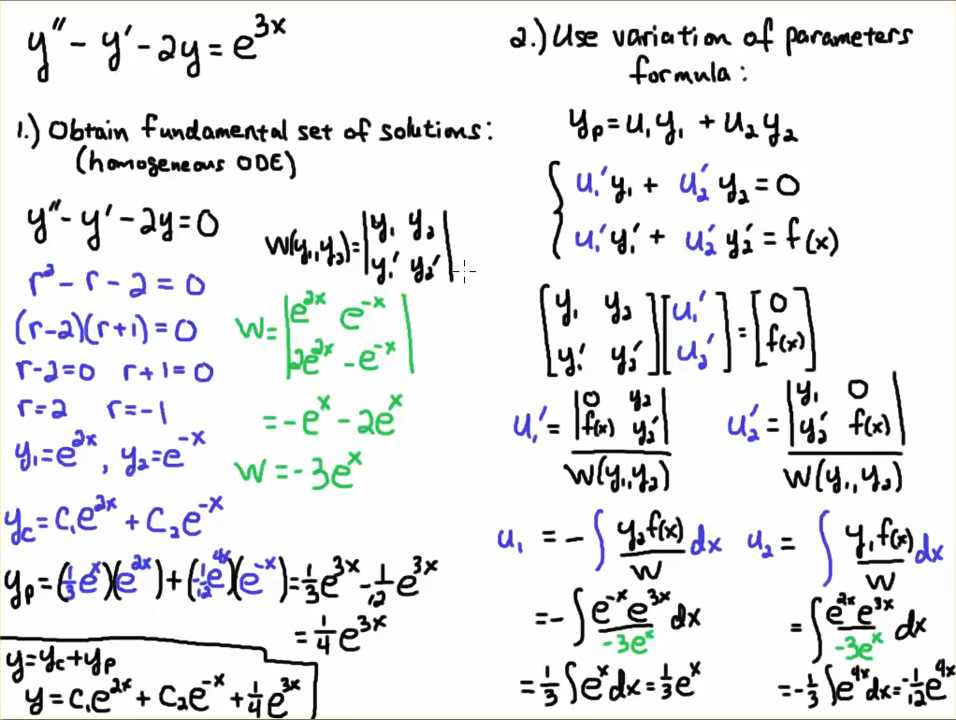 y″ − y′ − 2y = e^{3x}
1.) Obtain fundamental set of solutions:
(homogeneous ODE)
y″ − y′ − 2y = 0
r² − r − 2 = 0
(r−2)(r+1) = 0
r−2=0 r+1=0
r=2 r=−1
y₁=e^{2x}, y₂=e^{−x}
y_c = c₁e^{2x} + c₂e^{−x}
W(y₁,y₂) = |y₁ y₂|
|y₁′ y₂′|
W = |e^{2x} e^{−x}|
|2e^{2x} −e^{−x}|
= −e^x − 2e^x
W = −3e^x
y_p = (1/3 e^x)(e^{2x}) + (−1/12 e^{4x})(e^{−x}) = 1/3 e^{3x} − 1/12 e^{3x}
= 1/4 e^{3x}
y = y_c + y_p
y = c₁e^{2x} + c₂e^{−x} + 1/4 e^{3x}
2.) Use variation of parameters
formula:
y_p = u₁y₁ + u₂y₂
{ u₁′y₁ + u₂′y₂ = 0
u₁′y₁′ + u₂′y₂′ = f(x)
[y₁ y₂] [u₁′] = [0]
[y₁′ y₂′] [u₂′] [f(x)]
u₁′ = |0 y₂|
|f(x) y₂′|
W(y₁,y₂)
u₂′ = |y₁ 0|
|y₂′ f(x)|
W(y₁,y₂)
u₁ = −∫ y₂f(x)/W dx
= −∫ e^{−x}e^{3x}/−3e^x dx
= 1/3 ∫e^x dx = 1/3 e^x
u₂ = ∫ y₁f(x)/W dx
= ∫ e^{2x}e^{3x}/−3e^x dx
= −1/3 ∫e^{4x} dx = −1/12 e^{4x}